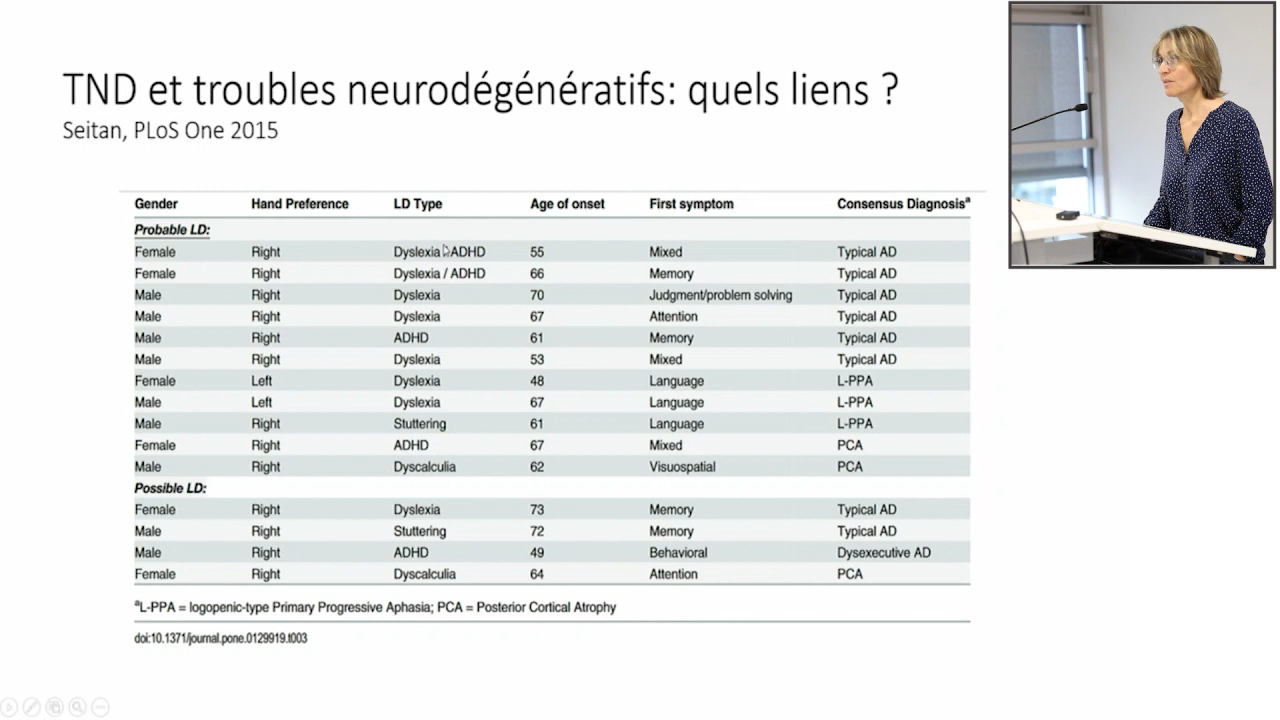 TND et troubles neurodégénératifs: quels liens ?
Seitan, PLoS One 2015
Gender Hand Preference LD Type Age of onset First symptom Consensus Diagnosisª
Probable LD:
Female Right Dyslexia / ADHD 55 Mixed Typical AD
Female Right Dyslexia / ADHD 66 Memory Typical AD
Male Right Dyslexia 70 Judgment/problem solving Typical AD
Male Right Dyslexia 67 Attention Typical AD
Male Right ADHD 61 Memory Typical AD
Male Right Dyslexia 53 Mixed Typical AD
Female Left Dyslexia 48 Language L-PPA
Male Left Dyslexia 67 Language L-PPA
Male Right Stuttering 61 Language L-PPA
Female Right ADHD 67 Mixed PCA
Male Right Dyscalculia 62 Visuospatial PCA
Possible LD:
Female Right Dyslexia 73 Memory Typical AD
Male Right Stuttering 72 Memory Typical AD
Male Right ADHD 49 Behavioral Dysexecutive AD
Female Right Dyscalculia 64 Attention PCA
ªL-PPA = logopenic-type Primary Progressive Aphasia; PCA = Posterior Cortical Atrophy
doi:10.1371/journal.pone.0129919.t003